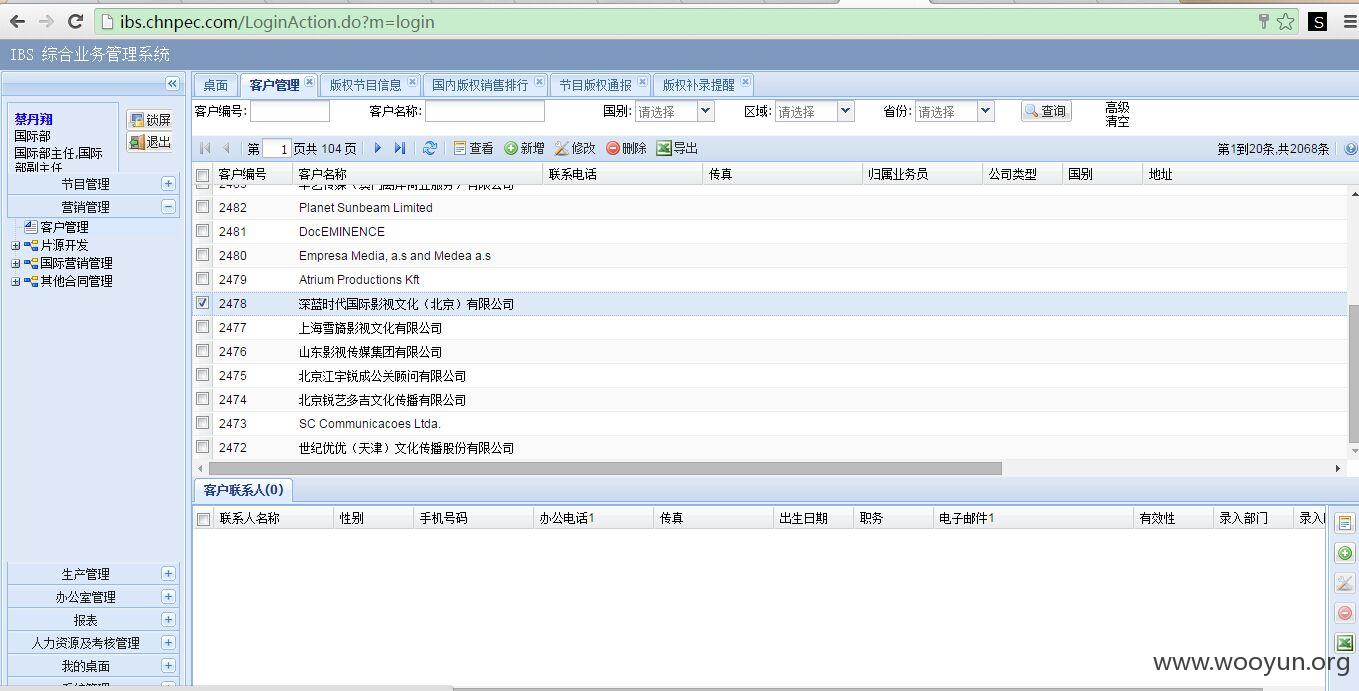 ibs.chnpec.com/LoginAction.do?m=login
S
IBS 综合业务管理系统
桌面 客户管理 版权节目信息 国内版权销售排行 节目版权通报 版权补录提醒
蔡丹翔
国际部
国际部主任,国际
部副主任
锁屏
退出
节目管理
营销管理
客户管理
片源开发
国际营销管理
其他合同管理
生产管理
办公室管理
报表
人力资源及考核管理
我的桌面
系统管理
客户编号: 客户名称: 国别: 请选择 区域: 请选择 省份: 请选择 查询 高级
清空
第 1 页共 104 页 查看 新增 修改 删除 导出 第1到20条,共2068条
客户编号 客户名称 联系电话 传真 归属业务员 公司类型 国别 地址
2482 Planet Sunbeam Limited
2481 DocEMINENCE
2480 Empresa Media, a.s and Medea a.s
2479 Atrium Productions Kft
2478 深蓝时代国际影视文化（北京）有限公司
2477 上海雪旖影视文化有限公司
2476 山东影视传媒集团有限公司
2475 北京江宇锐成公关顾问有限公司
2474 北京锐艺多吉文化传播有限公司
2473 SC Communicacoes Ltda.
2472 世纪优优（天津）文化传播股份有限公司
客户联系人(0)
联系人名称 性别 手机号码 办公电话1 传真 出生日期 职务 电子邮件1 有效性 录入部门 录入
www.wooyun.org